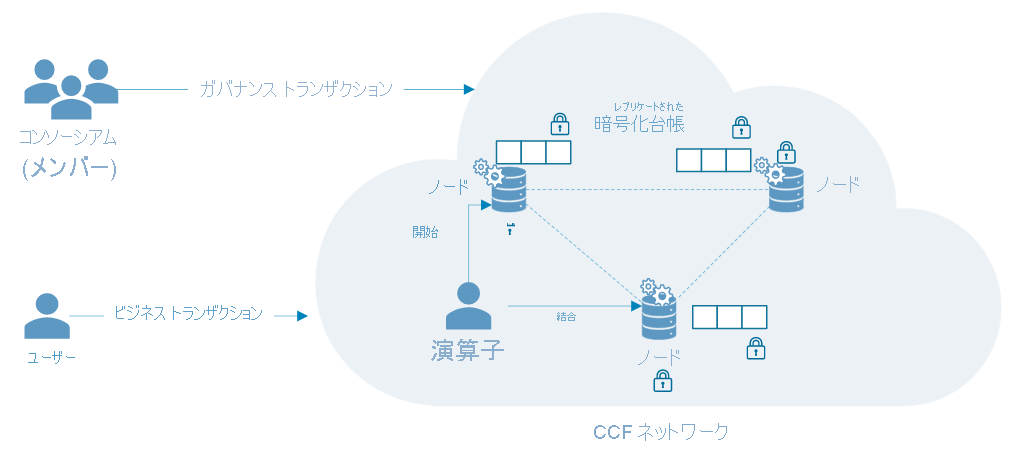 ガバナンス トランザクション
コンソーシアム
(メンバー)
レプリケートされた
暗号化台帳
ノード
ノード
開始
ビジネス トランザクション
ユーザー
演算子
結合
ノード
CCF ネットワーク